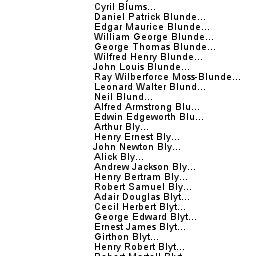 Cyril Blums...
Daniel Patrick Blunde...
Edgar Maurice Blunde...
William George Blunde...
George Thomas Blunde...
Wilfred Henry Blunde...
John Louis Blunde...
Ray Wilberforce Moss-Blunde...
Leonard Walter Blund...
Neil Blund...
Alfred Armstrong Blu...
Edwin Edgeworth Blu...
Arthur Bly...
Henry Ernest Bly...
John Newton Bly...
Alick Bly...
Andrew Jackson Bly...
Henry Bertram Bly...
Robert Samuel Bly...
Adair Douglas Blyt...
Cecil Herbert Blyt...
George Edward Blyt...
Ernest James Blyt...
Girthon Blyt...
Henry Robert Blyt...
Robert Martell Blyt...